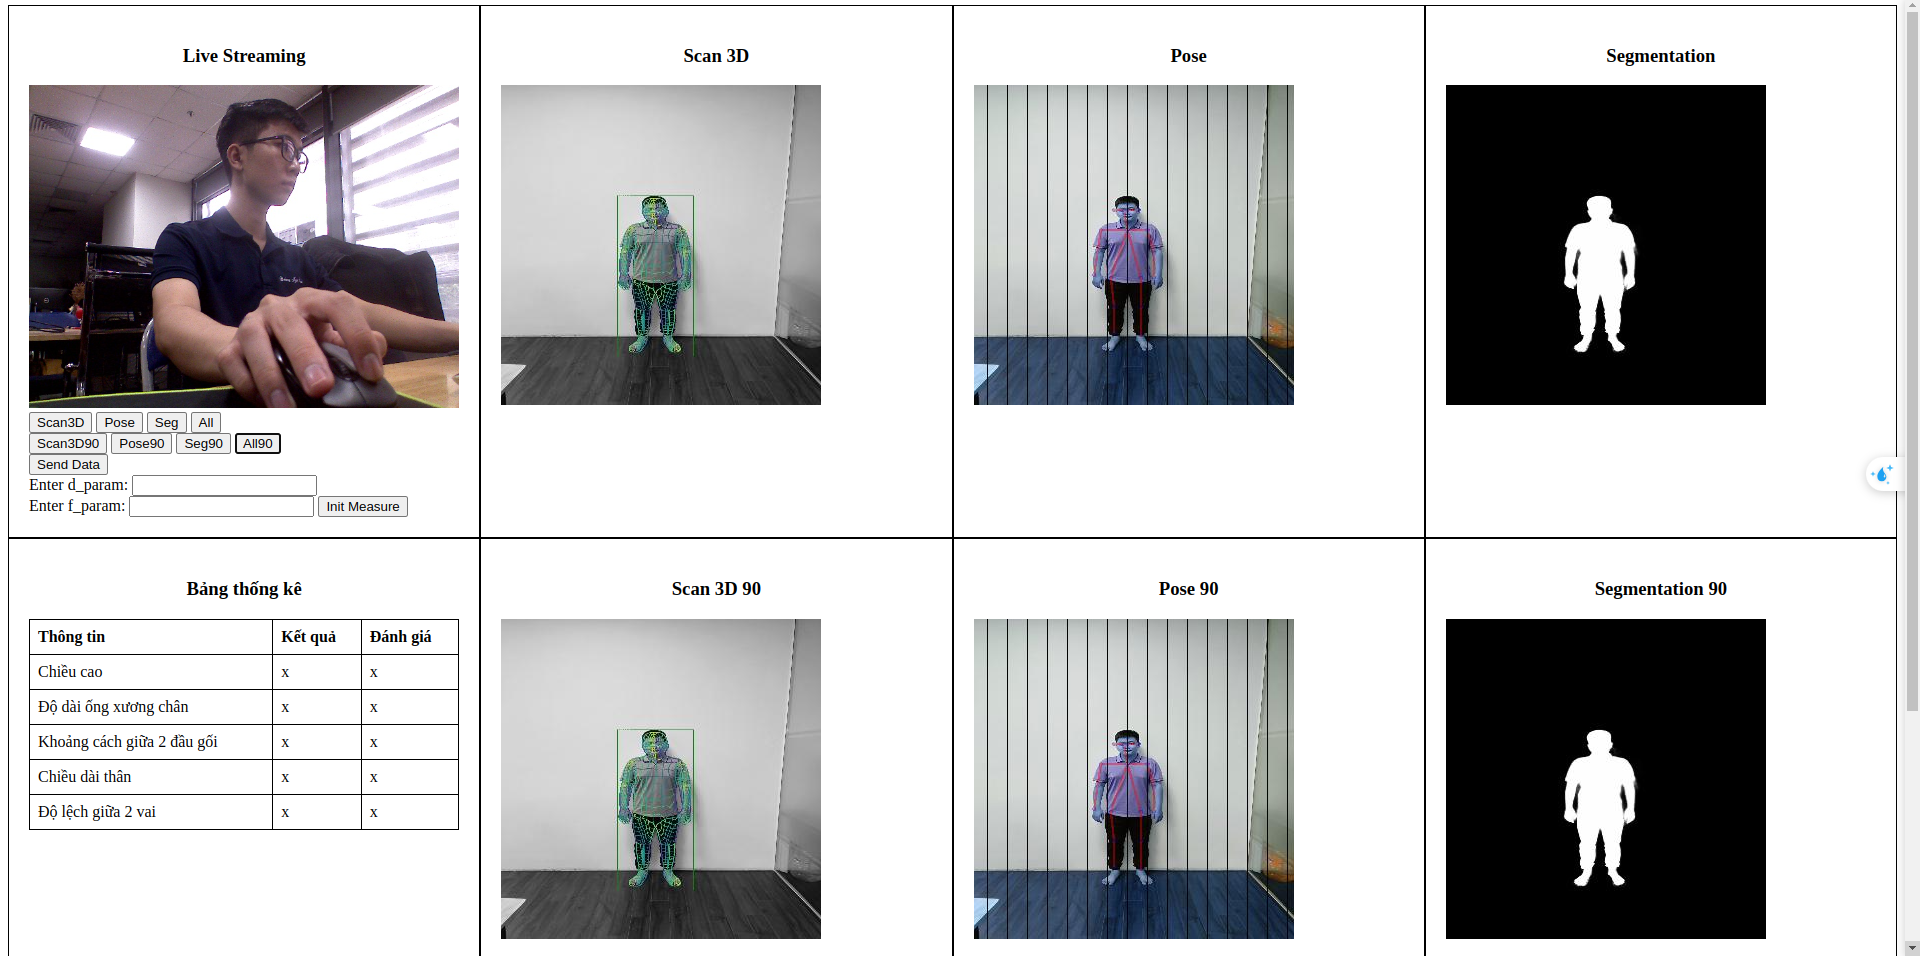 Live Streaming
Scan 3D
Pose
Segmentation
Scan3D Pose Seg All
Scan3D90 Pose90 Seg90 All90
Send Data
Enter d_param:
Enter f_param: Init Measure
Bảng thống kê
Thông tin Kết quả Đánh giá
Chiều cao x x
Độ dài ống xương chân x x
Khoảng cách giữa 2 đầu gối x x
Chiều dài thân x x
Độ lệch giữa 2 vai x x
Scan 3D 90
Pose 90
Segmentation 90